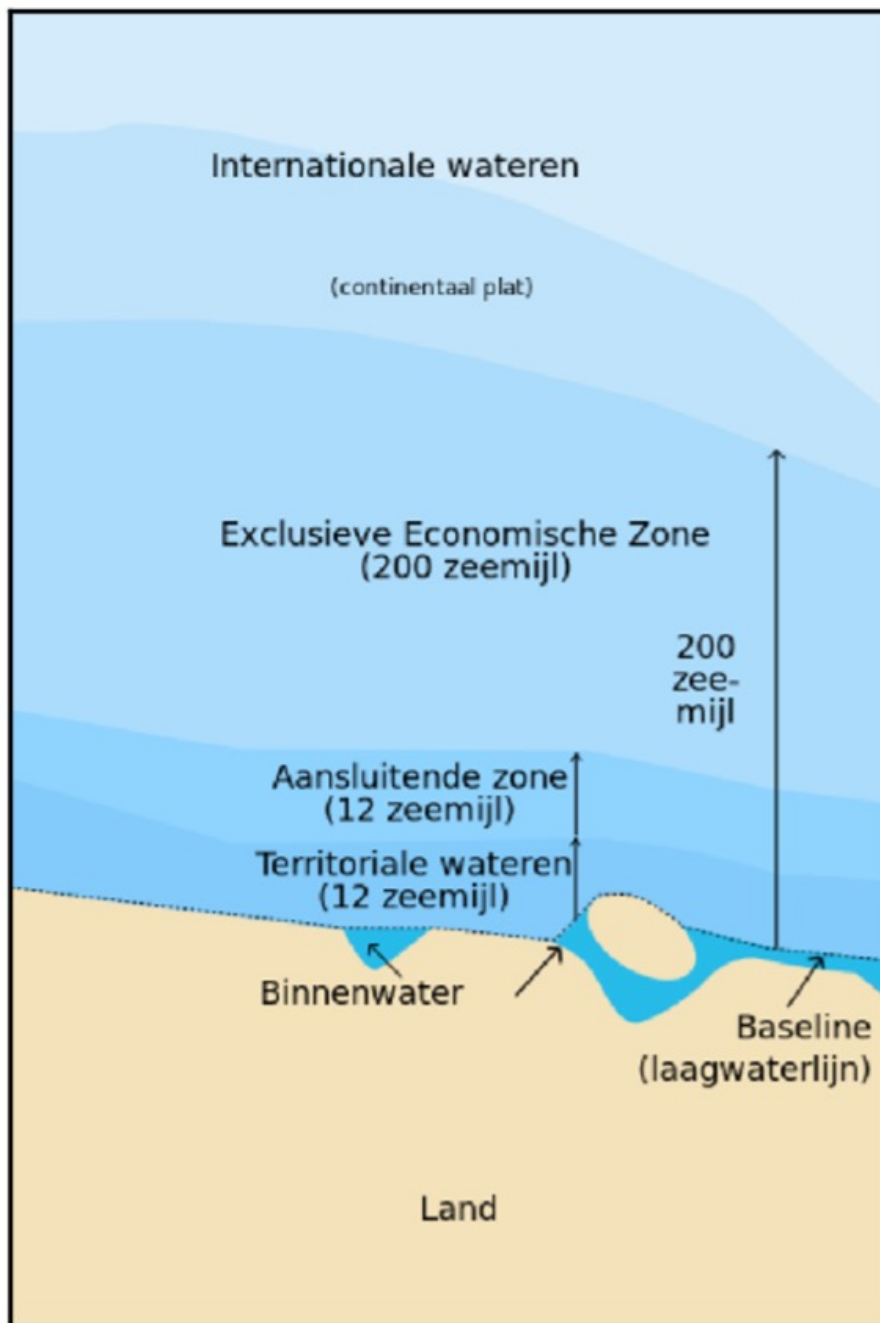 Internationale wateren
(continentaal plat)
Exclusieve Economische Zone
(200 zeemijl)
200
zee-
mijl
Aansluitende zone
(12 zeemijl)
Territoriale wateren
(12 zeemijl)
Binnenwater
Baseline
(laagwaterlijn)
Land